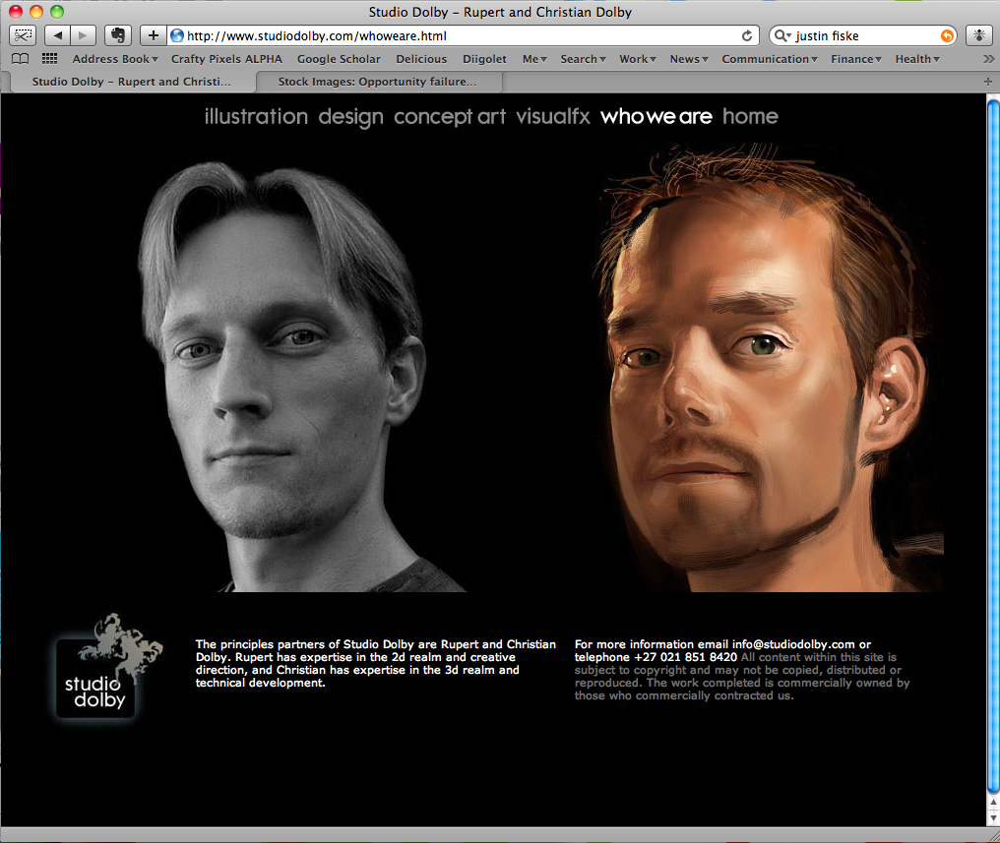 Studio Dolby – Rupert and Christian Dolby
http://www.studiodolby.com/whoweare.html
justin fiske
Address Book Crafty Pixels ALPHA Google Scholar Delicious Diigolet Me Search Work News Communication Finance Health
Studio Dolby – Rupert and Christi... Stock Images: Opportunity failure...
illustration design concept art visualfx whoweare home
The principles partners of Studio Dolby are Rupert and Christian
Dolby. Rupert has expertise in the 2d realm and creative
direction, and Christian has expertise in the 3d realm and
technical development.
For more information email info@studiodolby.com or
telephone +27 021 851 8420 All content within this site is
subject to copyright and may not be copied, distributed or
reproduced. The work completed is commercially owned by
those who commercially contracted us.
studio
dolby